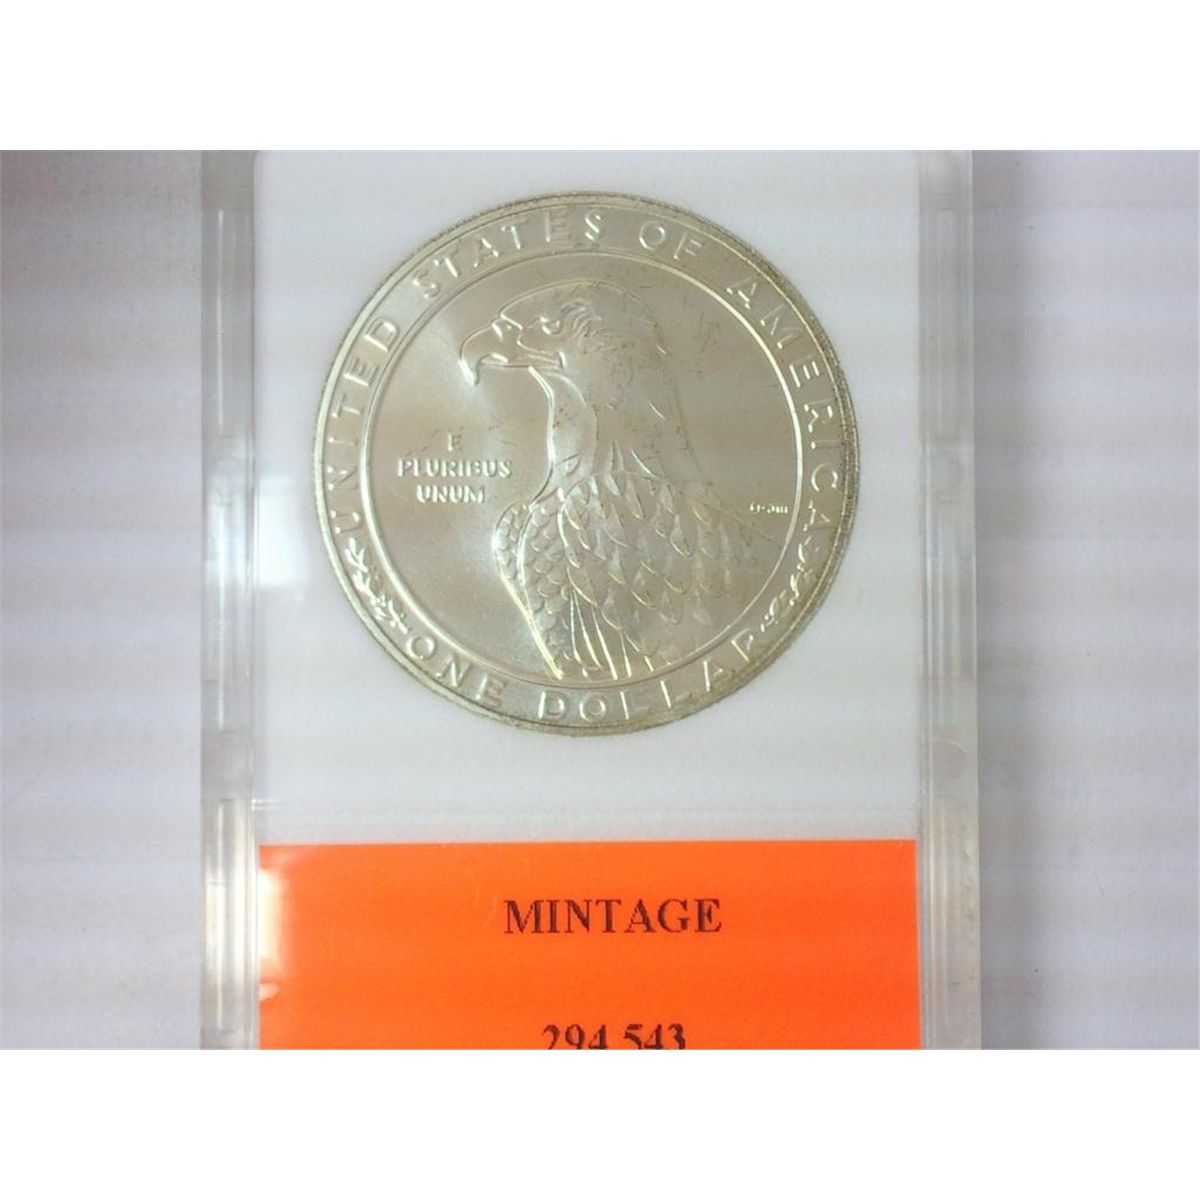 UNITED STATES OF AMERICA
E
PLURIBUS
UNUM
ONE DOLLAR
MINTAGE
294,543